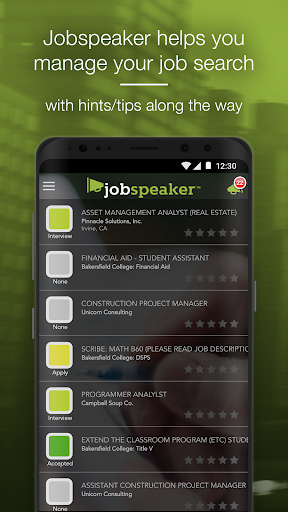 Jobspeaker helps you
manage your job search
with hints/tips along the way
12:30
jobspeaker™
22
ASSET MANAGEMENT ANALYST (REAL ESTATE)
Pinnacle Solutions, Inc.
Irvine, CA
Interview
FINANCIAL AID - STUDENT ASSISTANT
Bakersfield College: Financial Aid
None
CONSTRUCTION PROJECT MANAGER
Unicorn Consulting
None
SCRIBE: MATH B60 (PLEASE READ JOB DESCRIPTIO
Bakersfield College: DSPS
Apply
PROGRAMMER ANALYST
Campbell Soup Co.
Interview
EXTEND THE CLASSROOM PROGRAM (ETC) STUDE
Bakersfield College: Title V
Accepted
ASSISTANT CONSTRUCTION PROJECT MANAGER
Unicorn Consulting
None